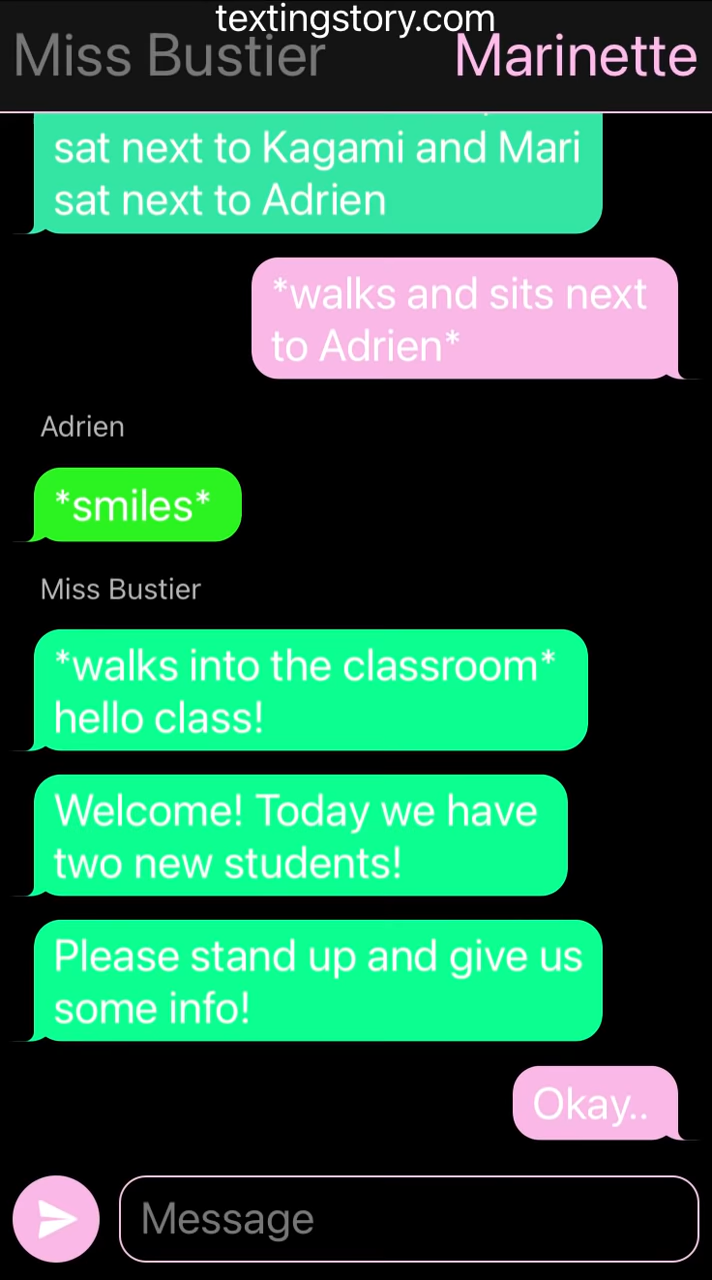 textingstory.com
Miss Bustier Marinette
sat next to Kagami and Mari
sat next to Adrien
*walks and sits next
to Adrien*
Adrien
*smiles*
Miss Bustier
*walks into the classroom*
hello class!
Welcome! Today we have
two new students!
Please stand up and give us
some info!
Okay..
Message